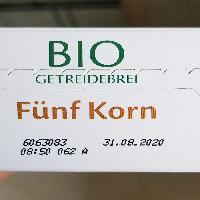 BIO
GETREIDEBREI
Fünf Korn
6063083 31.08.2020
08:50 062 A